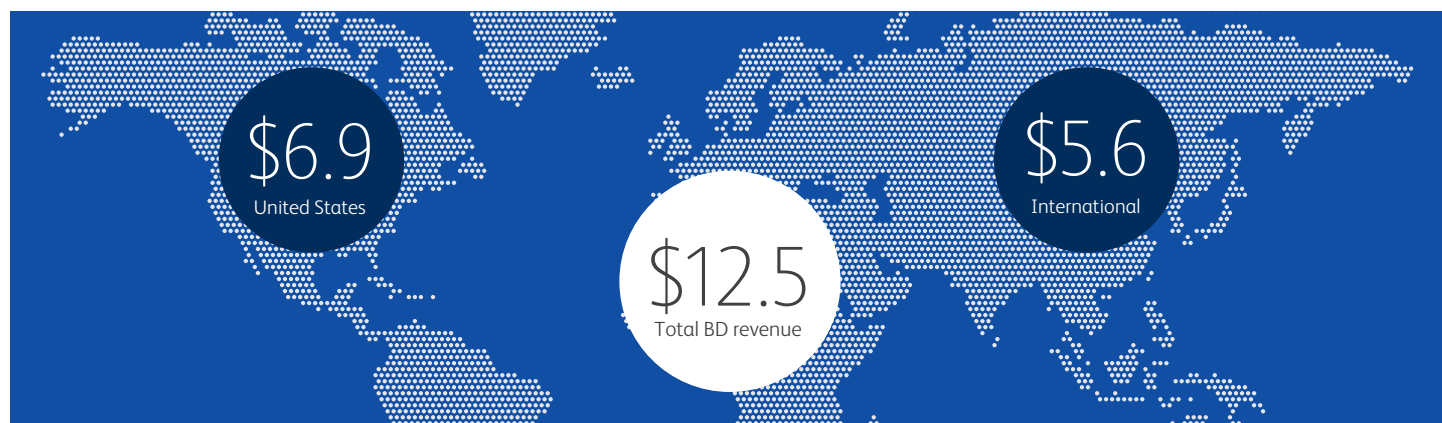 $6.9
United States
$5.6
International
$12.5
Total BD revenue